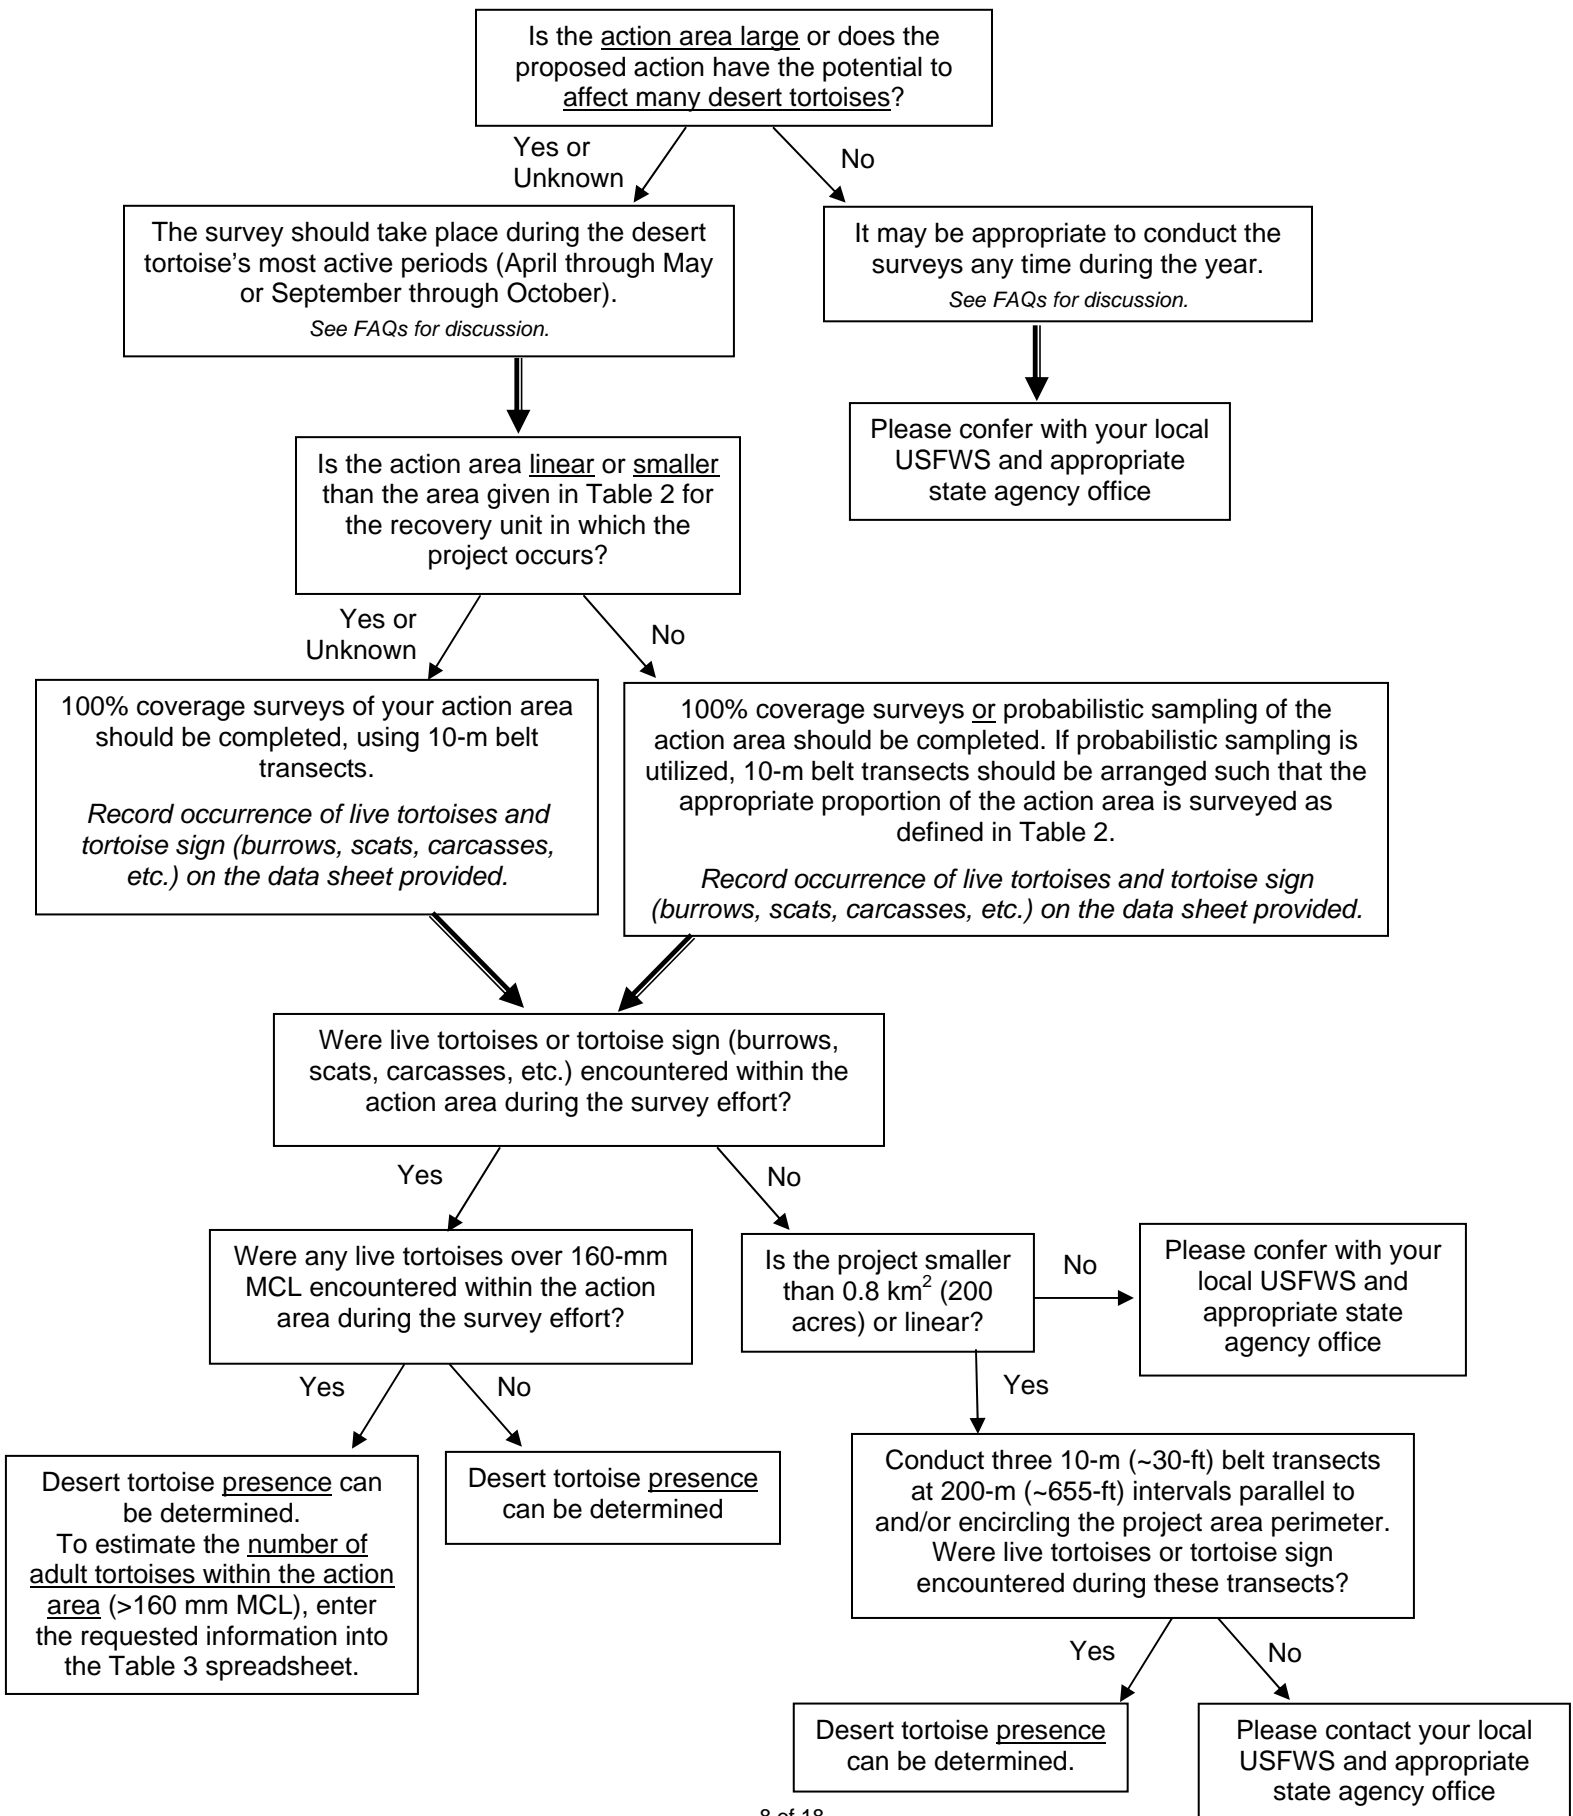 Is the action area large or does the
proposed action have the potential to
affect many desert tortoises?
Yes or
Unknown
No
The survey should take place during the desert
tortoise's most active periods (April through May
or September through October).
See FAQs for discussion.
It may be appropriate to conduct the
surveys any time during the year.
See FAQs for discussion.
Please confer with your local
USFWS and appropriate
state agency office
Is the action area linear or smaller
than the area given in Table 2 for
the recovery unit in which the
project occurs?
Yes or
Unknown
No
100% coverage surveys of your action area
should be completed, using 10-m belt
transects.
Record occurrence of live tortoises and
tortoise sign (burrows, scats, carcasses,
etc.) on the data sheet provided.
100% coverage surveys or probabilistic sampling of the
action area should be completed. If probabilistic sampling is
utilized, 10-m belt transects should be arranged such that the
appropriate proportion of the action area is surveyed as
defined in Table 2.
Record occurrence of live tortoises and tortoise sign
(burrows, scats, carcasses, etc.) on the data sheet provided.
Were live tortoises or tortoise sign (burrows,
scats, carcasses, etc.) encountered within the
action area during the survey effort?
Yes
No
Were any live tortoises over 160-mm
MCL encountered within the action
area during the survey effort?
Is the project smaller
than 0.8 km² (200
acres) or linear?
No
Please confer with your
local USFWS and
appropriate state
agency office
Yes
No
Yes
Desert tortoise presence can
be determined.
To estimate the number of
adult tortoises within the action
area (>160 mm MCL), enter
the requested information into
the Table 3 spreadsheet.
Desert tortoise presence
can be determined
Conduct three 10-m (~30-ft) belt transects
at 200-m (~655-ft) intervals parallel to
and/or encircling the project area perimeter.
Were live tortoises or tortoise sign
encountered during these transects?
Yes
No
Desert tortoise presence
can be determined.
Please contact your local
USFWS and appropriate
state agency office
8 of 18